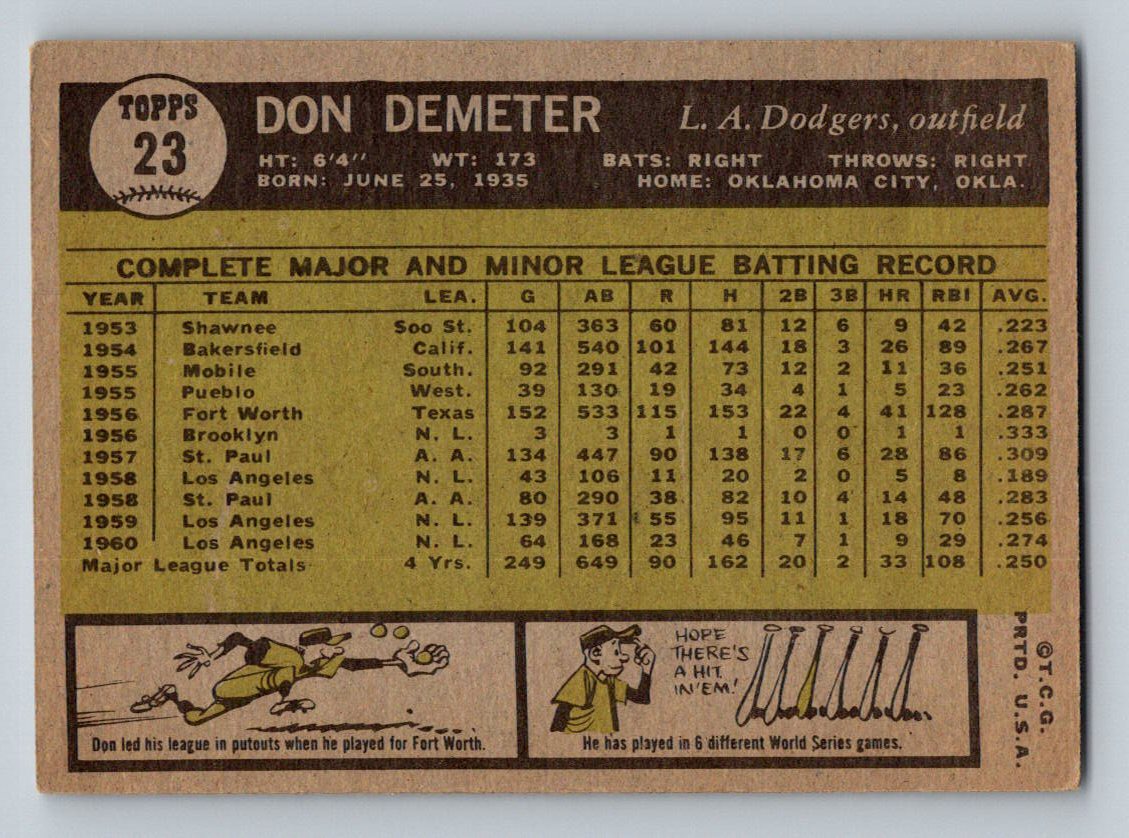 TOPPS
23
DON DEMETER L. A. Dodgers, outfield
HT: 6'4" WT: 173 BATS: RIGHT THROWS: RIGHT
BORN: JUNE 25, 1935 HOME: OKLAHOMA CITY, OKLA.
COMPLETE MAJOR AND MINOR LEAGUE BATTING RECORD
YEAR TEAM LEA. G AB R H 2B 3B HR RBI AVG.
1953 Shawnee Soo St. 104 363 60 81 12 6 9 42 .223
1954 Bakersfield Calif. 141 540 101 144 18 3 26 89 .267
1955 Mobile South. 92 291 42 73 12 2 11 36 .251
1955 Pueblo West. 39 130 19 34 4 1 5 23 .262
1956 Fort Worth Texas 152 533 115 153 22 4 41 128 .287
1956 Brooklyn N. L. 3 3 1 1 0 0 1 1 .333
1957 St. Paul A. A. 134 447 90 138 17 6 28 86 .309
1958 Los Angeles N. L. 43 106 11 20 2 0 5 8 .189
1958 St. Paul A. A. 80 290 38 82 10 4 14 48 .283
1959 Los Angeles N. L. 139 371 55 95 11 1 18 70 .256
1960 Los Angeles N. L. 64 168 23 46 7 1 9 29 .274
Major League Totals 4 Yrs. 249 649 90 162 20 2 33 108 .250
Don led his league in putouts when he played for Fort Worth.
HOPE
THERE'S
A HIT
IN 'EM!
He has played in 6 different World Series games.
©T.C.G.
PRTD. U.S.A.